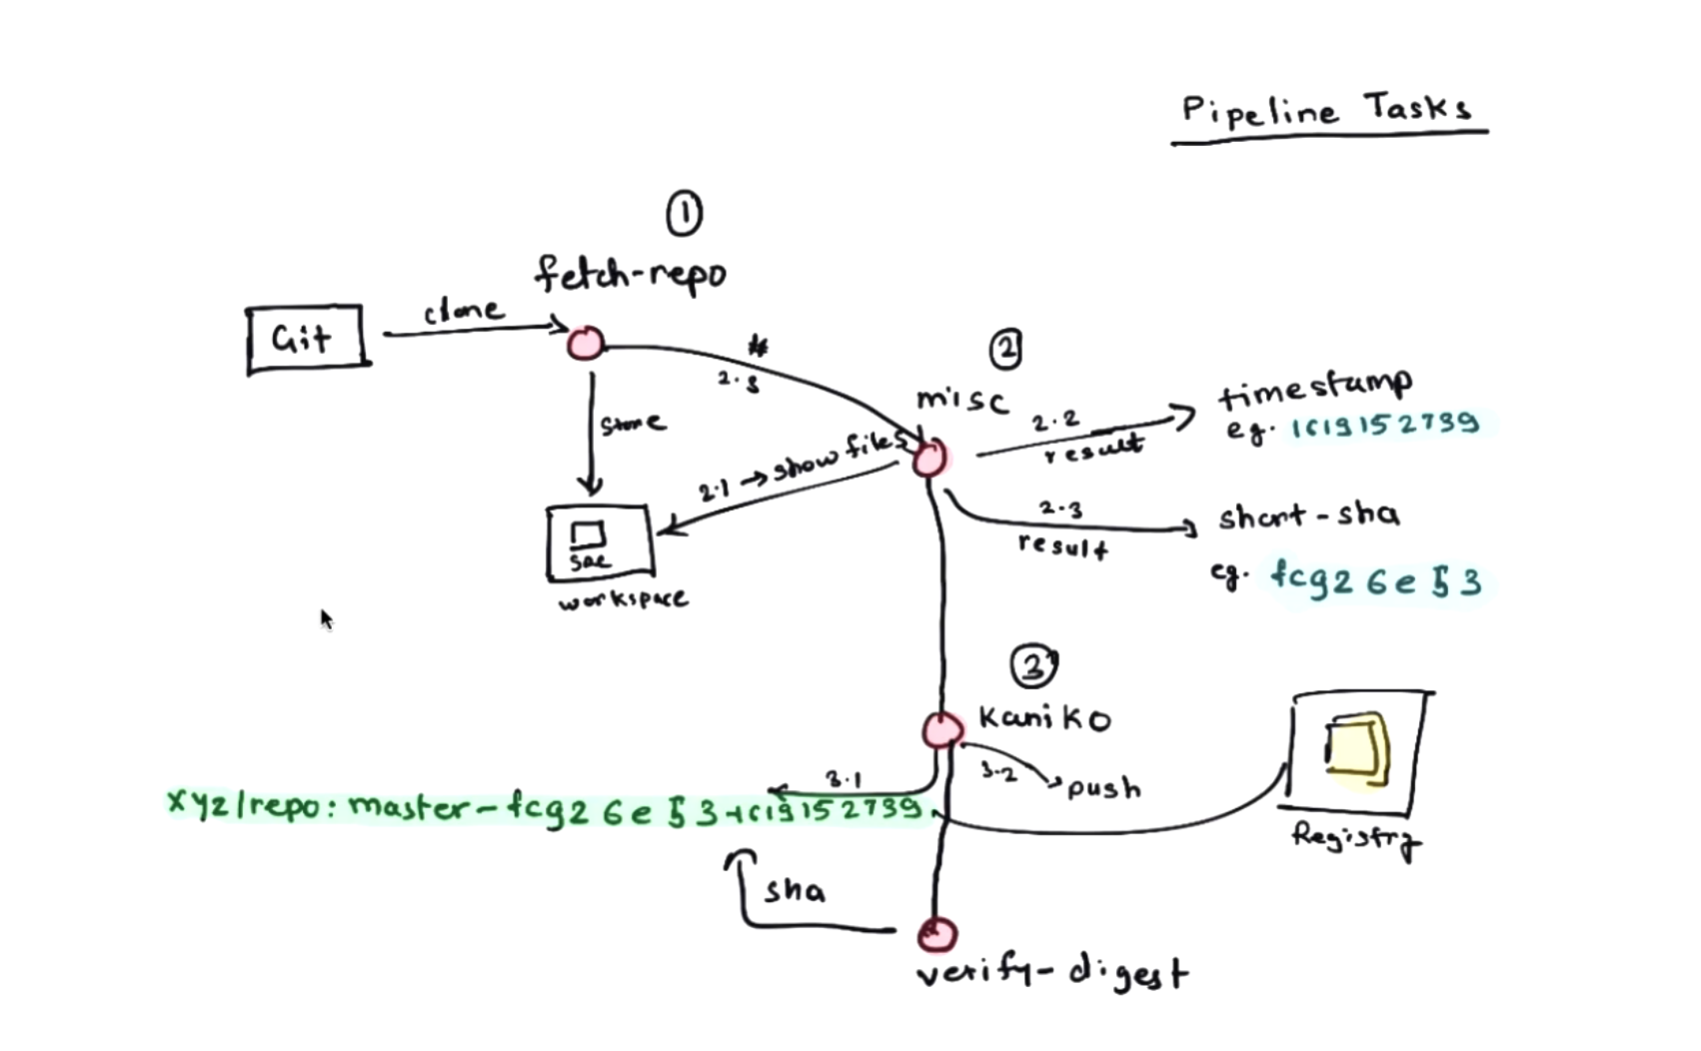 Pipeline Tasks
1
fetch-repo
Git
clone
2
misc
store
2.1 → show files
2.2
result
timestamp
eg. 1619152739
2.3
result
short-sha
eg. fcg26e53
src
workspace
3
Kaniko
3.1
3.2
push
xyz/repo: master-fcg26e53-1619152739
Registry
sha
verify-digest